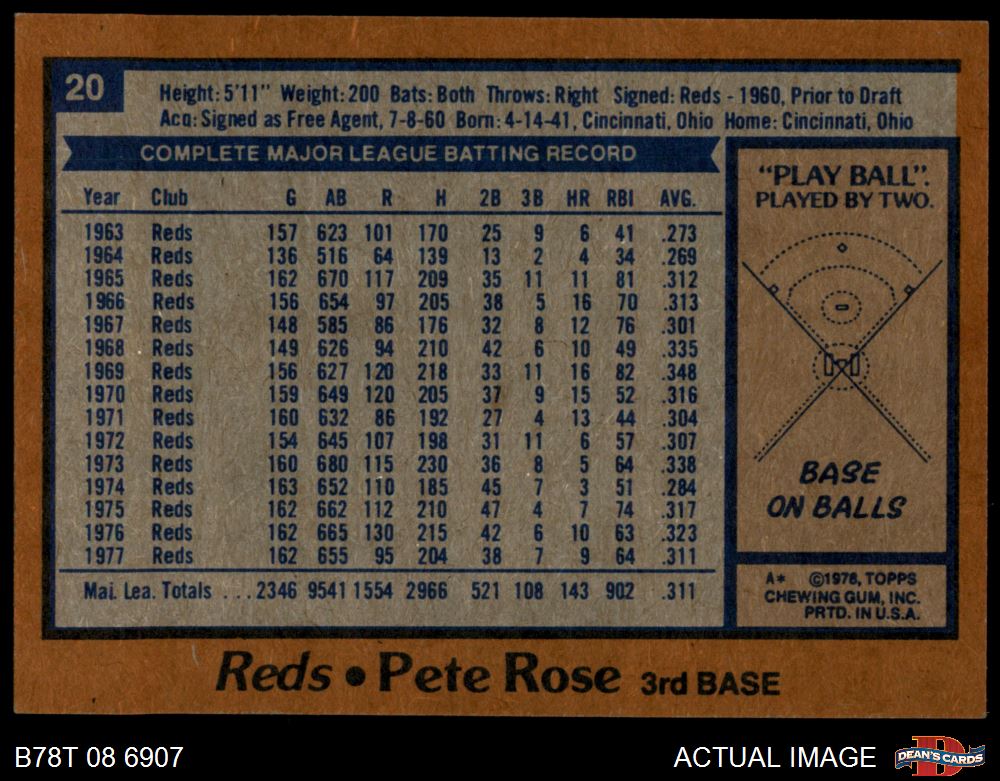 20
Height: 5'11" Weight: 200 Bats: Both Throws: Right Signed: Reds - 1960, Prior to Draft
Acq: Signed as Free Agent, 7-8-60 Born: 4-14-41, Cincinnati, Ohio Home: Cincinnati, Ohio
COMPLETE MAJOR LEAGUE BATTING RECORD
Year Club G AB R H 2B 3B HR RBI AVG.
1963 Reds 157 623 101 170 25 9 6 41 .273
1964 Reds 136 516 64 139 13 2 4 34 .269
1965 Reds 162 670 117 209 35 11 11 81 .312
1966 Reds 156 654 97 205 38 5 16 70 .313
1967 Reds 148 585 86 176 32 8 12 76 .301
1968 Reds 149 626 94 210 42 6 10 49 .335
1969 Reds 156 627 120 218 33 11 16 82 .348
1970 Reds 159 649 120 205 37 9 15 52 .316
1971 Reds 160 632 86 192 27 4 13 44 .304
1972 Reds 154 645 107 198 31 11 6 57 .307
1973 Reds 160 680 115 230 36 8 5 64 .338
1974 Reds 163 652 110 185 45 7 3 51 .284
1975 Reds 162 662 112 210 47 4 7 74 .317
1976 Reds 162 665 130 215 42 6 10 63 .323
1977 Reds 162 655 95 204 38 7 9 64 .311
Maj. Lea. Totals ... 2346 9541 1554 2966 521 108 143 902 .311
"PLAY BALL".
PLAYED BY TWO.
BASE
ON BALLS
A* ©1978, TOPPS
CHEWING GUM, INC.
PRTD. IN U.S.A.
Reds • Pete Rose 3rd BASE
B78T 08 6907
ACTUAL IMAGE
D
DEAN'S CARDS